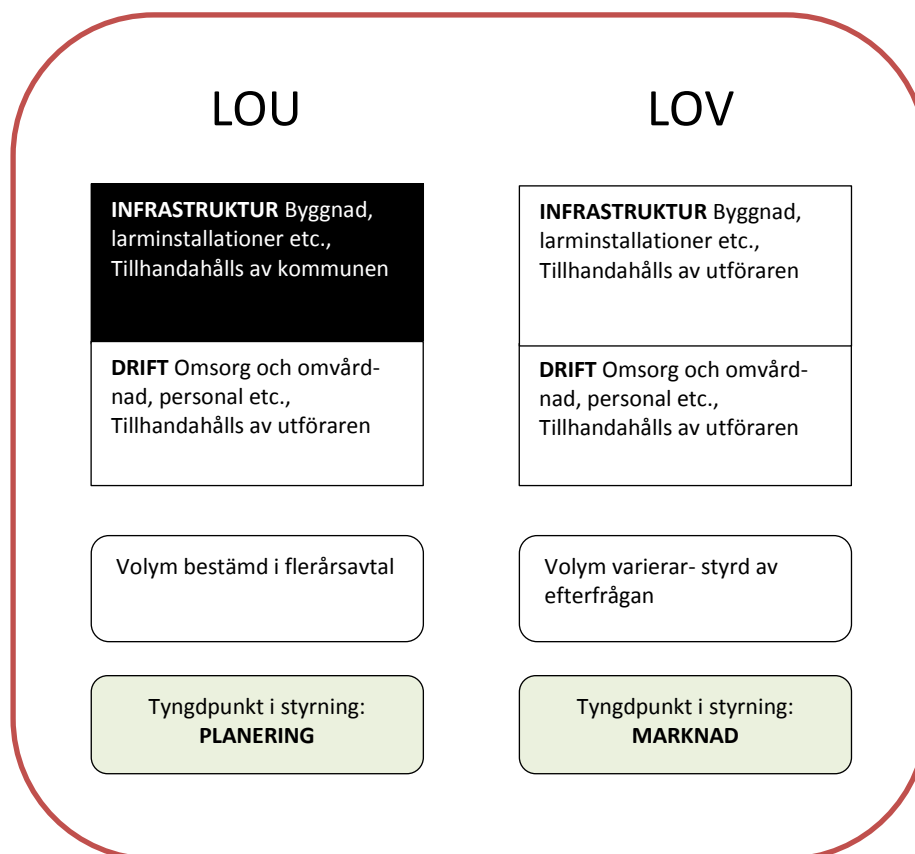 LOU
INFRASTRUKTUR Byggnad,
larminstallationer etc.,
Tillhandahålls av kommunen
DRIFT Omsorg och omvård-
nad, personal etc.,
Tillhandahålls av utföraren
Volym bestämd i flerårsavtal
Tyngdpunkt i styrning:
PLANERING
LOV
INFRASTRUKTUR Byggnad,
larminstallationer etc.,
Tillhandahålls av utföraren
DRIFT Omsorg och omvård-
nad, personal etc.,
Tillhandahålls av utföraren
Volym varierar- styrd av
efterfrågan
Tyngdpunkt i styrning:
MARKNAD